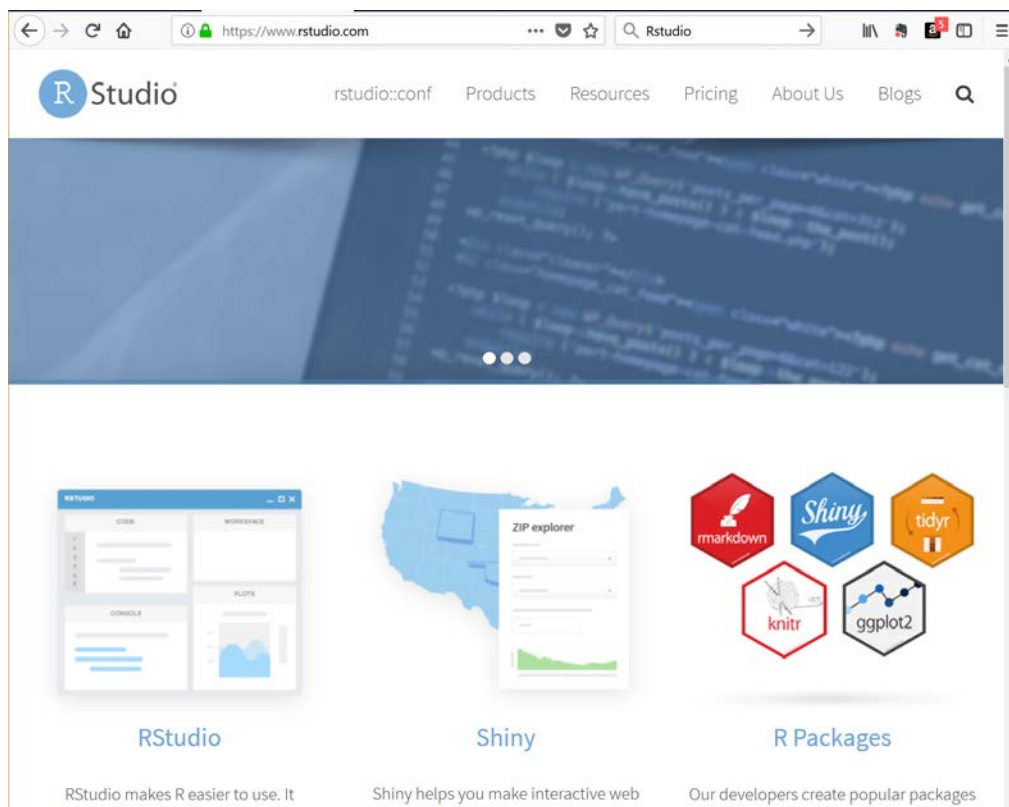 https://www.rstudio.com
Rstudio
5
R Studio
rstudio::conf Products Resources Pricing About Us Blogs
RSTUDIO
CODE
WORKSPACE
CONSOLE
PLOTS
ZIP explorer
rmarkdown
Shiny
tidyr
knitr
ggplot2
RStudio
Shiny
R Packages
RStudio makes R easier to use. It
Shiny helps you make interactive web
Our developers create popular packages